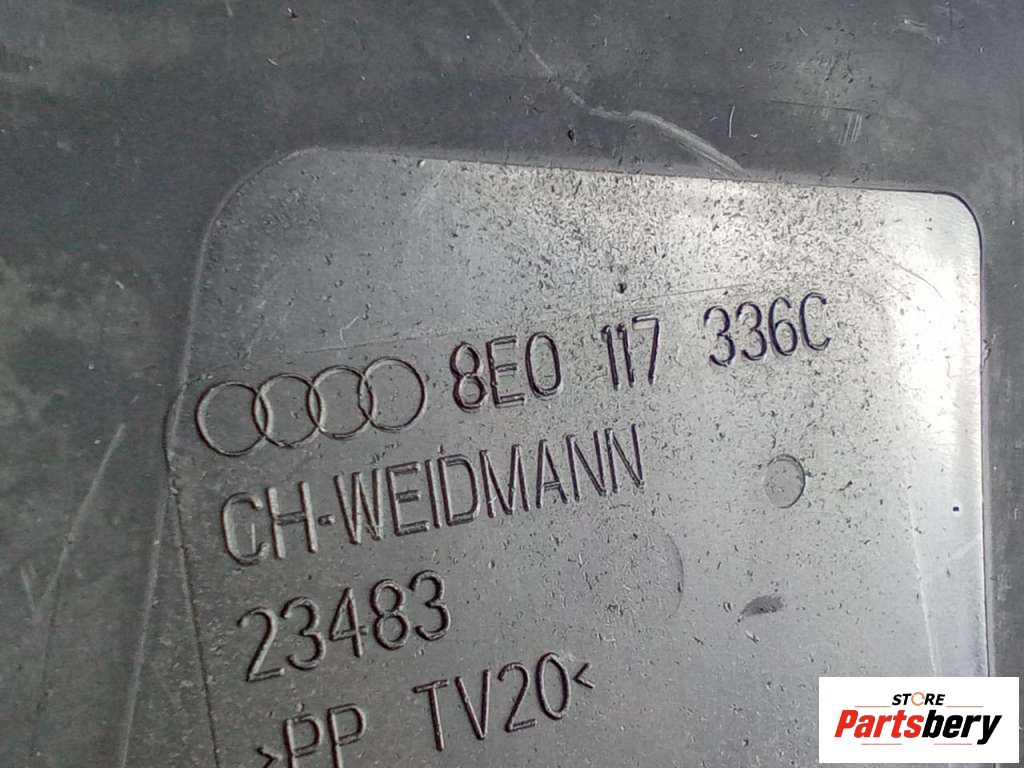 8E0 117 336C
CH-WEIDMANN
23483
>PP TV20<
STORE
Partsbery